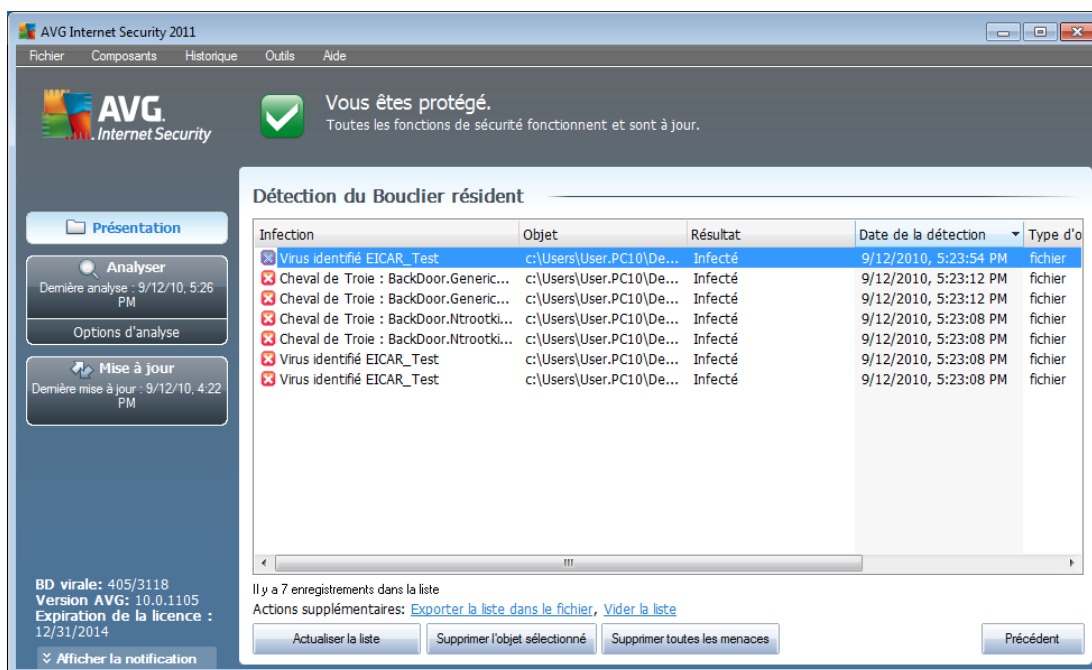 AVG Internet Security 2011
Fichier Composants Historique Outils Aide
AVG.
Internet Security
Vous êtes protégé.
Toutes les fonctions de sécurité fonctionnent et sont à jour.
Présentation
Analyser
Dernière analyse : 9/12/10, 5:26
PM
Options d'analyse
Mise à jour
Dernière mise à jour : 9/12/10, 4:22
PM
BD virale: 405/3118
Version AVG: 10.0.1105
Expiration de la licence :
12/31/2014
Afficher la notification
Détection du Bouclier résident
Infection Objet Résultat Date de la détection Type d'o
Virus identifié EICAR_Test c:\Users\User.PC10\De... Infecté 9/12/2010, 5:23:54 PM fichier
Cheval de Troie : BackDoor.Generic... c:\Users\User.PC10\De... Infecté 9/12/2010, 5:23:12 PM fichier
Cheval de Troie : BackDoor.Generic... c:\Users\User.PC10\De... Infecté 9/12/2010, 5:23:12 PM fichier
Cheval de Troie : BackDoor.Ntrootki... c:\Users\User.PC10\De... Infecté 9/12/2010, 5:23:08 PM fichier
Cheval de Troie : BackDoor.Ntrootki... c:\Users\User.PC10\De... Infecté 9/12/2010, 5:23:08 PM fichier
Virus identifié EICAR_Test c:\Users\User.PC10\De... Infecté 9/12/2010, 5:23:08 PM fichier
Virus identifié EICAR_Test c:\Users\User.PC10\De... Infecté 9/12/2010, 5:23:08 PM fichier
Il y a 7 enregistrements dans la liste
Actions supplémentaires: Exporter la liste dans le fichier, Vider la liste
Actualiser la liste Supprimer l'objet sélectionné Supprimer toutes les menaces Précédent